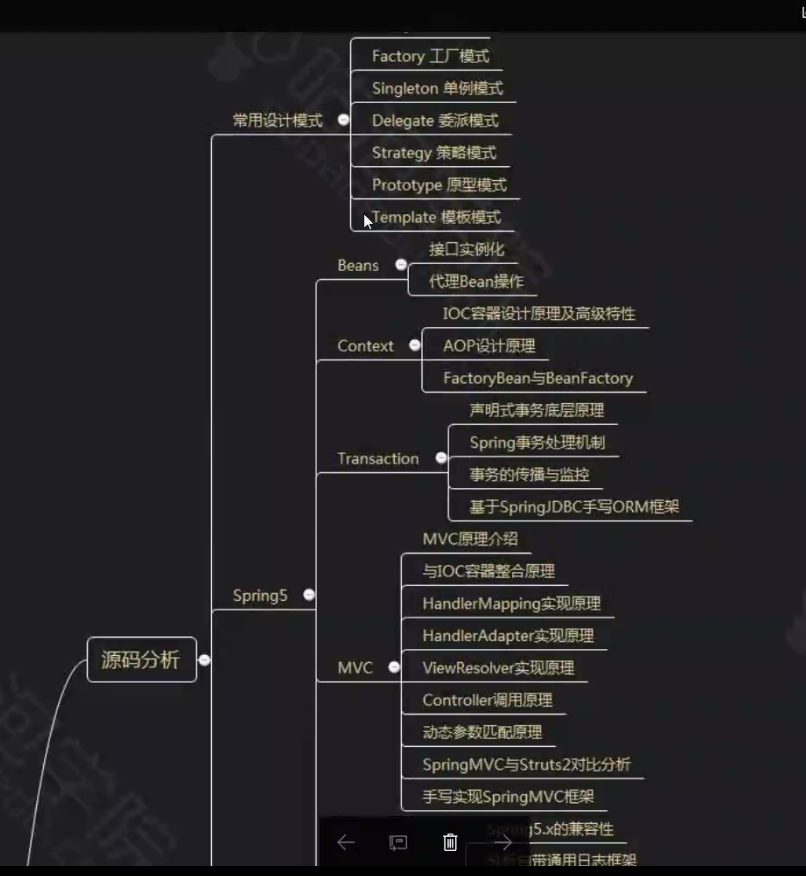 Factory 工厂模式
Singleton 单例模式
常用设计模式
Delegate 委派模式
Strategy 策略模式
Prototype 原型模式
Template 模板模式
接口实例化
Beans
代理Bean操作
IOC容器设计原理及高级特性
Context
AOP设计原理
FactoryBean与BeanFactory
声明式事务底层原理
Spring事务处理机制
Transaction
事务的传播与监控
基于SpringJDBC手写ORM框架
MVC原理介绍
与IOC容器整合原理
Spring5
HandlerMapping实现原理
HandlerAdapter实现原理
源码分析
MVC
ViewResolver实现原理
Controller调用原理
动态参数匹配原理
SpringMVC与Struts2对比分析
手写实现SpringMVC框架
Spring5.x的兼容性
带通用日志框架